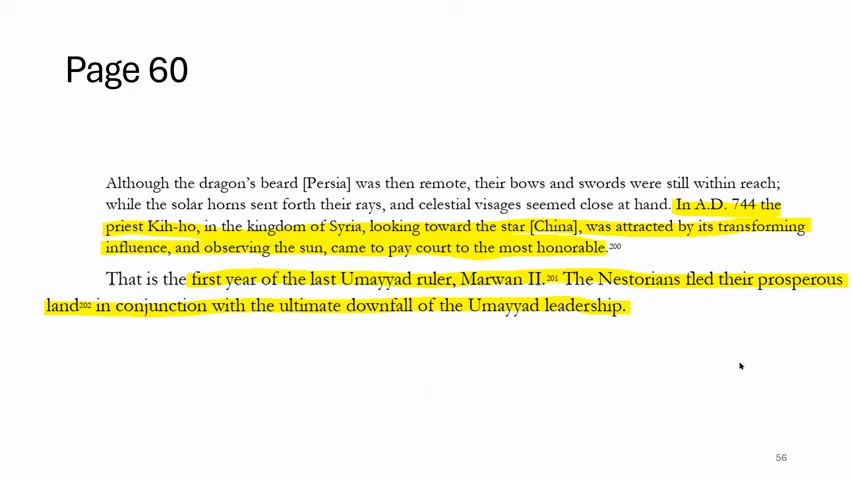 Page 60
Although the dragon's beard [Persia] was then remote, their bows and swords were still within reach;
while the solar horns sent forth their rays, and celestial visages seemed close at hand. In A.D. 744 the
priest Kih-ho, in the kingdom of Syria, looking toward the star [China], was attracted by its transforming
influence, and observing the sun, came to pay court to the most honorable.200
That is the first year of the last Umayyad ruler, Marwan II.201 The Nestorians fled their prosperous
land202 in conjunction with the ultimate downfall of the Umayyad leadership.
56